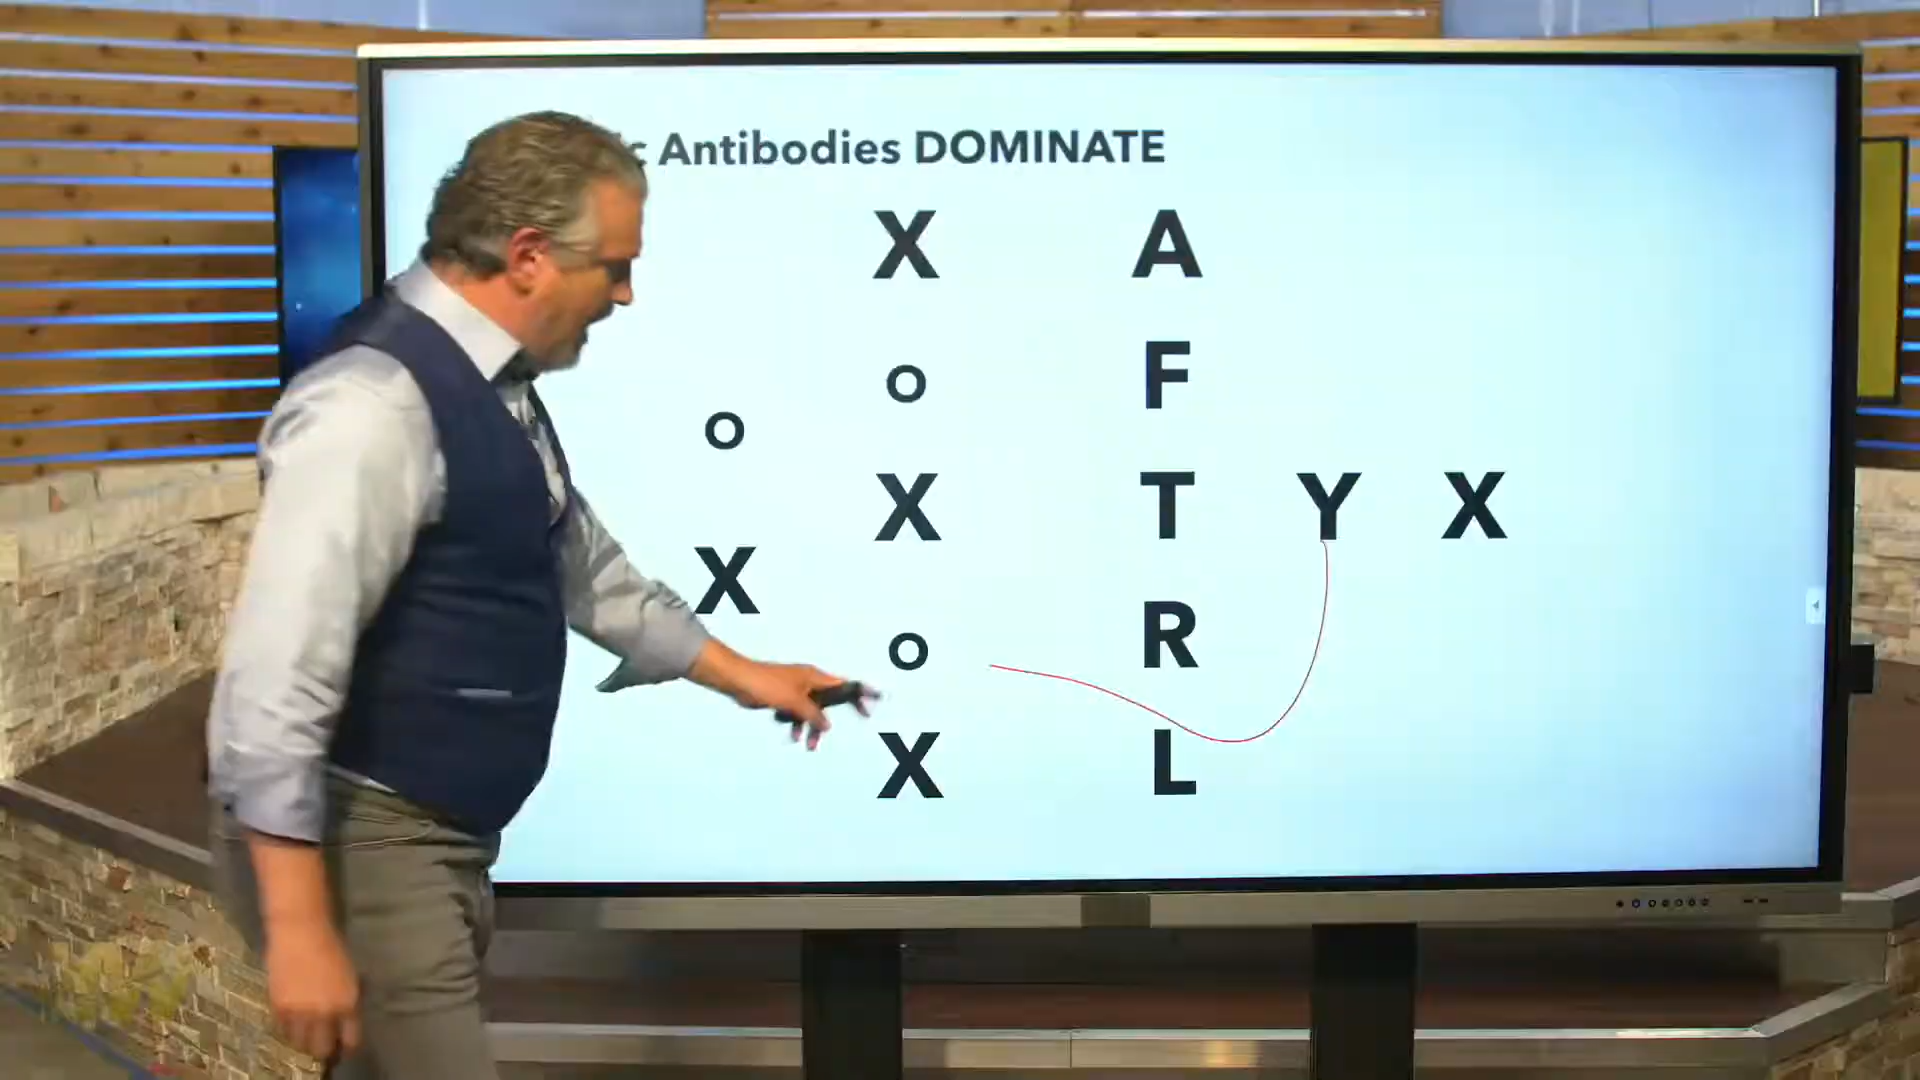 Antibodies DOMINATE
X A
o F
o
X T Y X
X
o R
X L